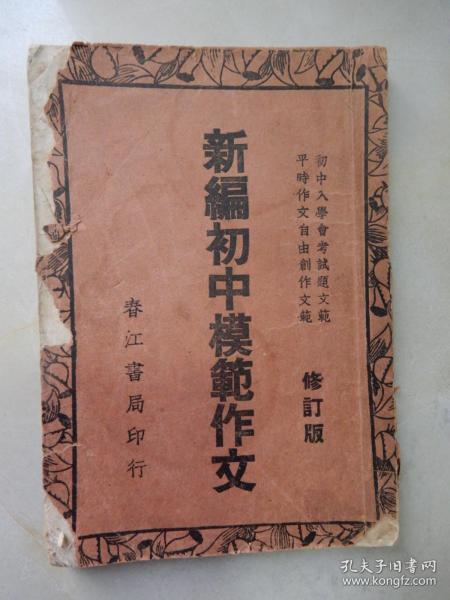 初中入學會考試題文範
平時作文自由創作文範
修訂版
新編初中模範作文
春江書局印行
孔夫子旧书网
www.kongfz.com